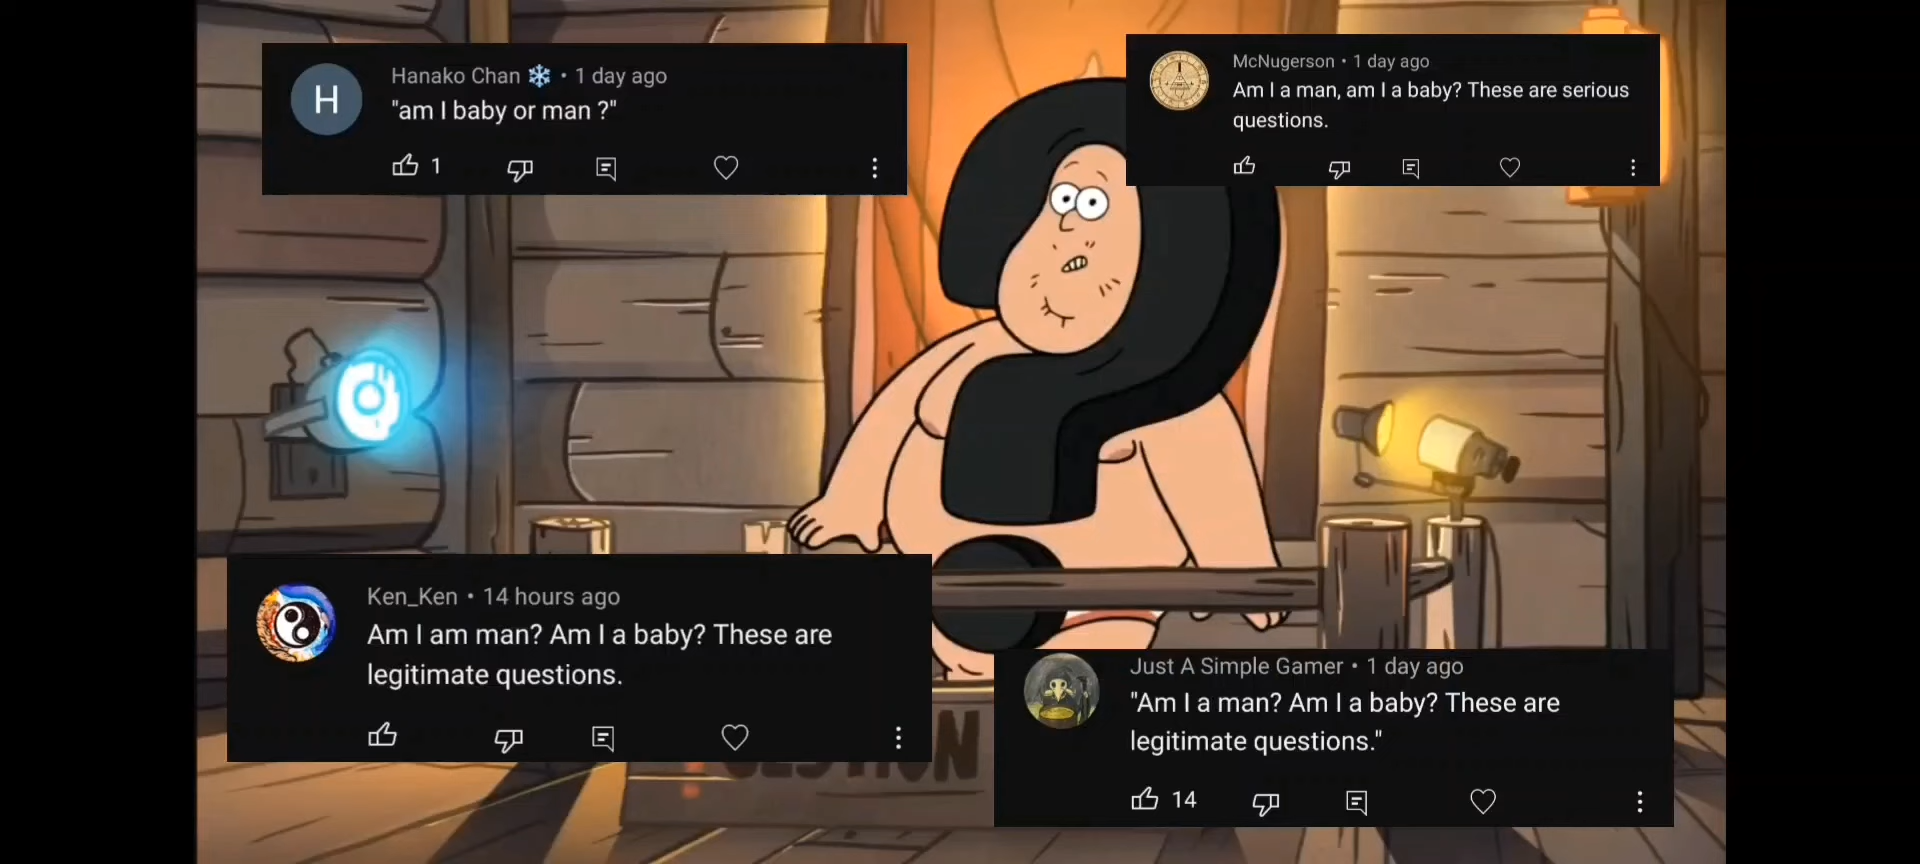 Hanako Chan ❄ • 1 day ago
"am I baby or man ?"
1
McNugerson • 1 day ago
Am I a man, am I a baby? These are serious
questions.
Ken_Ken • 14 hours ago
Am I am man? Am I a baby? These are
legitimate questions.
Just A Simple Gamer • 1 day ago
"Am I a man? Am I a baby? These are
legitimate questions."
14